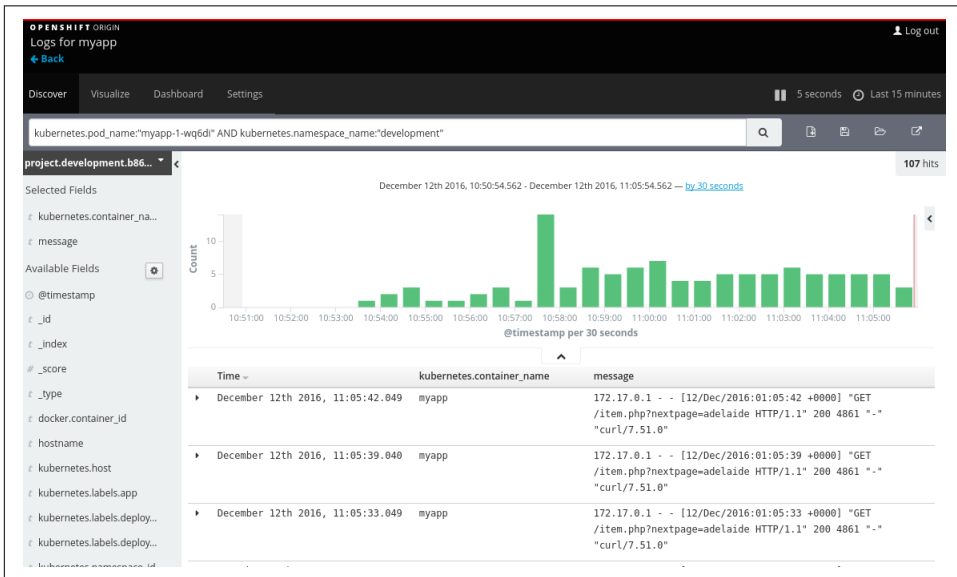 OPENSHIFT ORIGIN
Logs for myapp
Log out
Back
Discover Visualize Dashboard Settings 5 seconds Last 15 minutes
kubernetes.pod_name:"myapp-1-wq6di" AND kubernetes.namespace_name:"development"
project.development.b86...
107 hits
Selected Fields
t kubernetes.container_na...
t message
Available Fields
@timestamp
t _id
t _index
# _score
t _type
t docker.container_id
t hostname
t kubernetes.host
t kubernetes.labels.app
t kubernetes.labels.deploy...
t kubernetes.labels.deploy...
t kubernetes.namespace_id
December 12th 2016, 10:50:54.562 - December 12th 2016, 11:05:54.562 — by 30 seconds
Count
10
5
0
10:51:00 10:52:00 10:53:00 10:54:00 10:55:00 10:56:00 10:57:00 10:58:00 10:59:00 11:00:00 11:01:00 11:02:00 11:03:00 11:04:00 11:05:00
@timestamp per 30 seconds
Time kubernetes.container_name message
December 12th 2016, 11:05:42.049 myapp 172.17.0.1 - - [12/Dec/2016:01:05:42 +0000] "GET
/item.php?nextpage=adelaide HTTP/1.1" 200 4861 "-"
"curl/7.51.0"
December 12th 2016, 11:05:39.040 myapp 172.17.0.1 - - [12/Dec/2016:01:05:39 +0000] "GET
/item.php?nextpage=adelaide HTTP/1.1" 200 4861 "-"
"curl/7.51.0"
December 12th 2016, 11:05:33.049 myapp 172.17.0.1 - - [12/Dec/2016:01:05:33 +0000] "GET
/item.php?nextpage=adelaide HTTP/1.1" 200 4861 "-"
"curl/7.51.0"